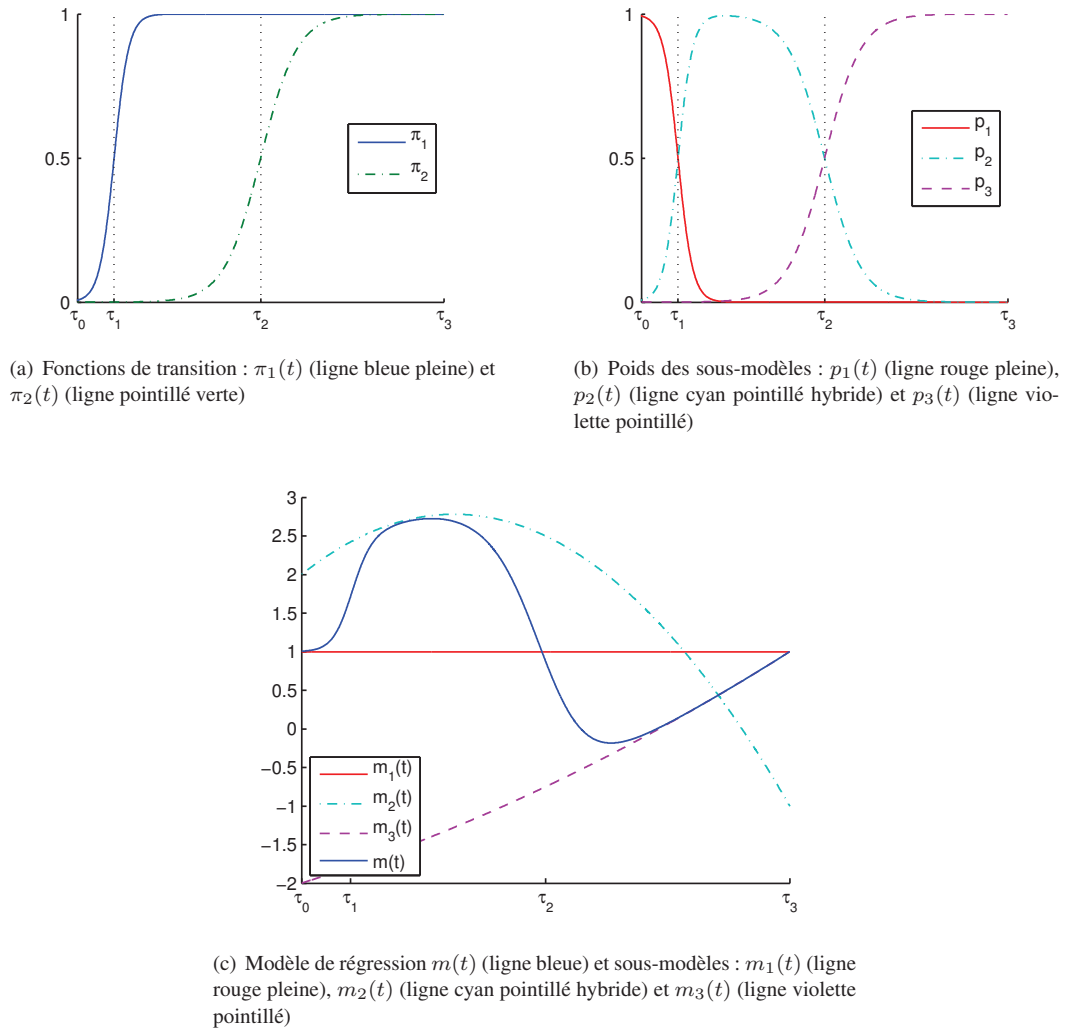 1
0.5
0
π1
π2
τ0
τ1
τ2
τ3
1
0.5
0
p1
p2
p3
τ0
τ1
τ2
τ3
(a) Fonctions de transition : π1(t) (ligne bleue pleine) et
π2(t) (ligne pointillé verte)
(b) Poids des sous-modèles : p1(t) (ligne rouge pleine),
p2(t) (ligne cyan pointillé hybride) et p3(t) (ligne vio-
lette pointillé)
3
2.5
2
1
0.5
0
−0.5
−1
−1.5
−2
m1(t)
m2(t)
m3(t)
m(t)
τ0
τ1
τ2
τ3
(c) Modèle de régression m(t) (ligne bleue) et sous-modèles : m1(t) (ligne
rouge pleine), m2(t) (ligne cyan pointillé hybride) et m3(t) (ligne violette
pointillé)